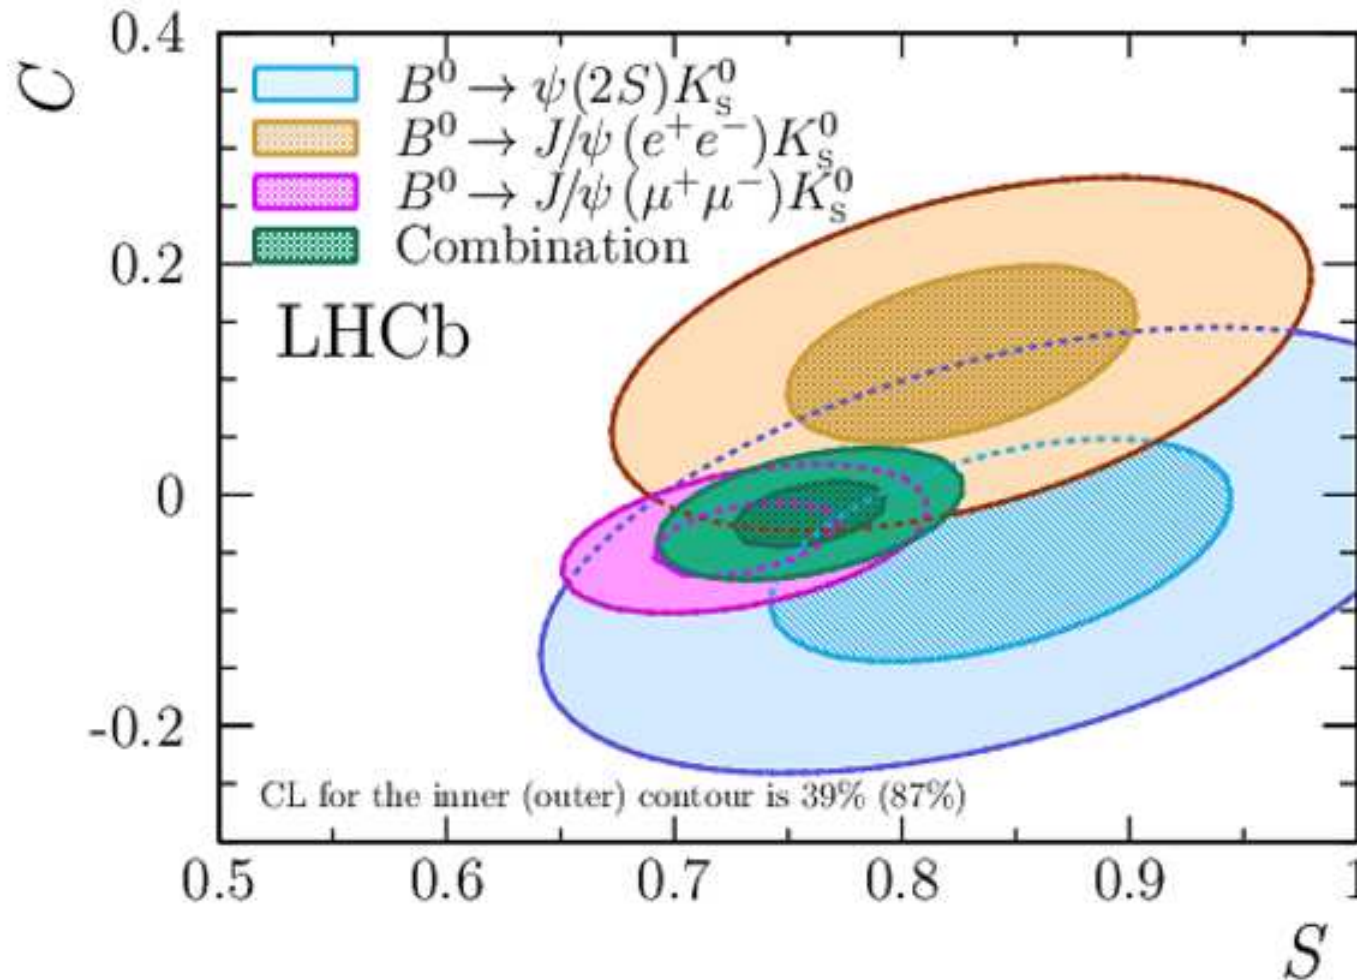 C
0.4
B⁰ → ψ(2S)K⁰ₛ
B⁰ → J/ψ (e⁺e⁻)K⁰ₛ
B⁰ → J/ψ (μ⁺μ⁻)K⁰ₛ
Combination
0.2
LHCb
0
-0.2
CL for the inner (outer) contour is 39% (87%)
0.5 0.6 0.7 0.8 0.9 1
S